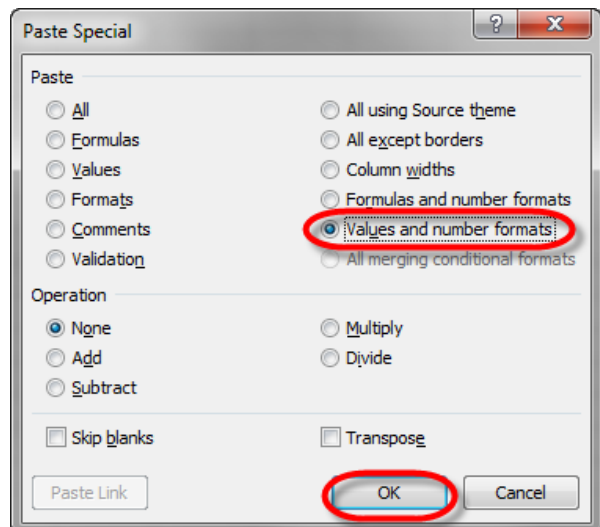 Paste Special
Paste
All
All using Source theme
Formulas
All except borders
Values
Column widths
Formats
Formulas and number formats
Comments
Values and number formats
Validation
All merging conditional formats
Operation
None
Multiply
Add
Divide
Subtract
Skip blanks
Transpose
Paste Link
OK
Cancel